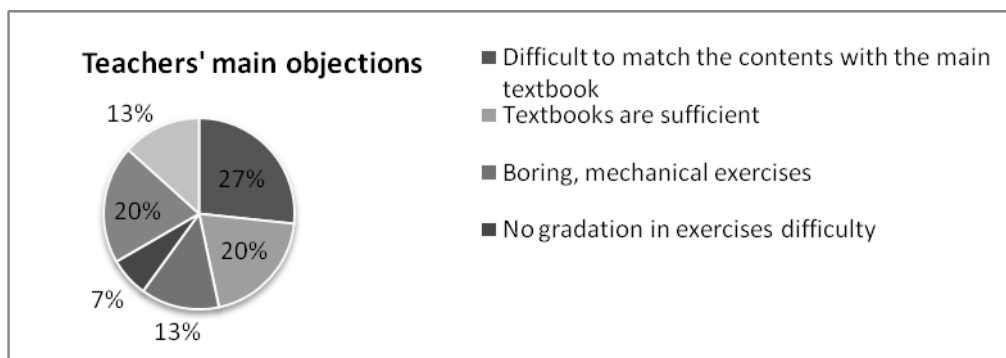 Teachers' main objections
13%
27%
20%
20%
7%
13%
Difficult to match the contents with the main
textbook
Textbooks are sufficient
Boring, mechanical exercises
No gradation in exercises difficulty